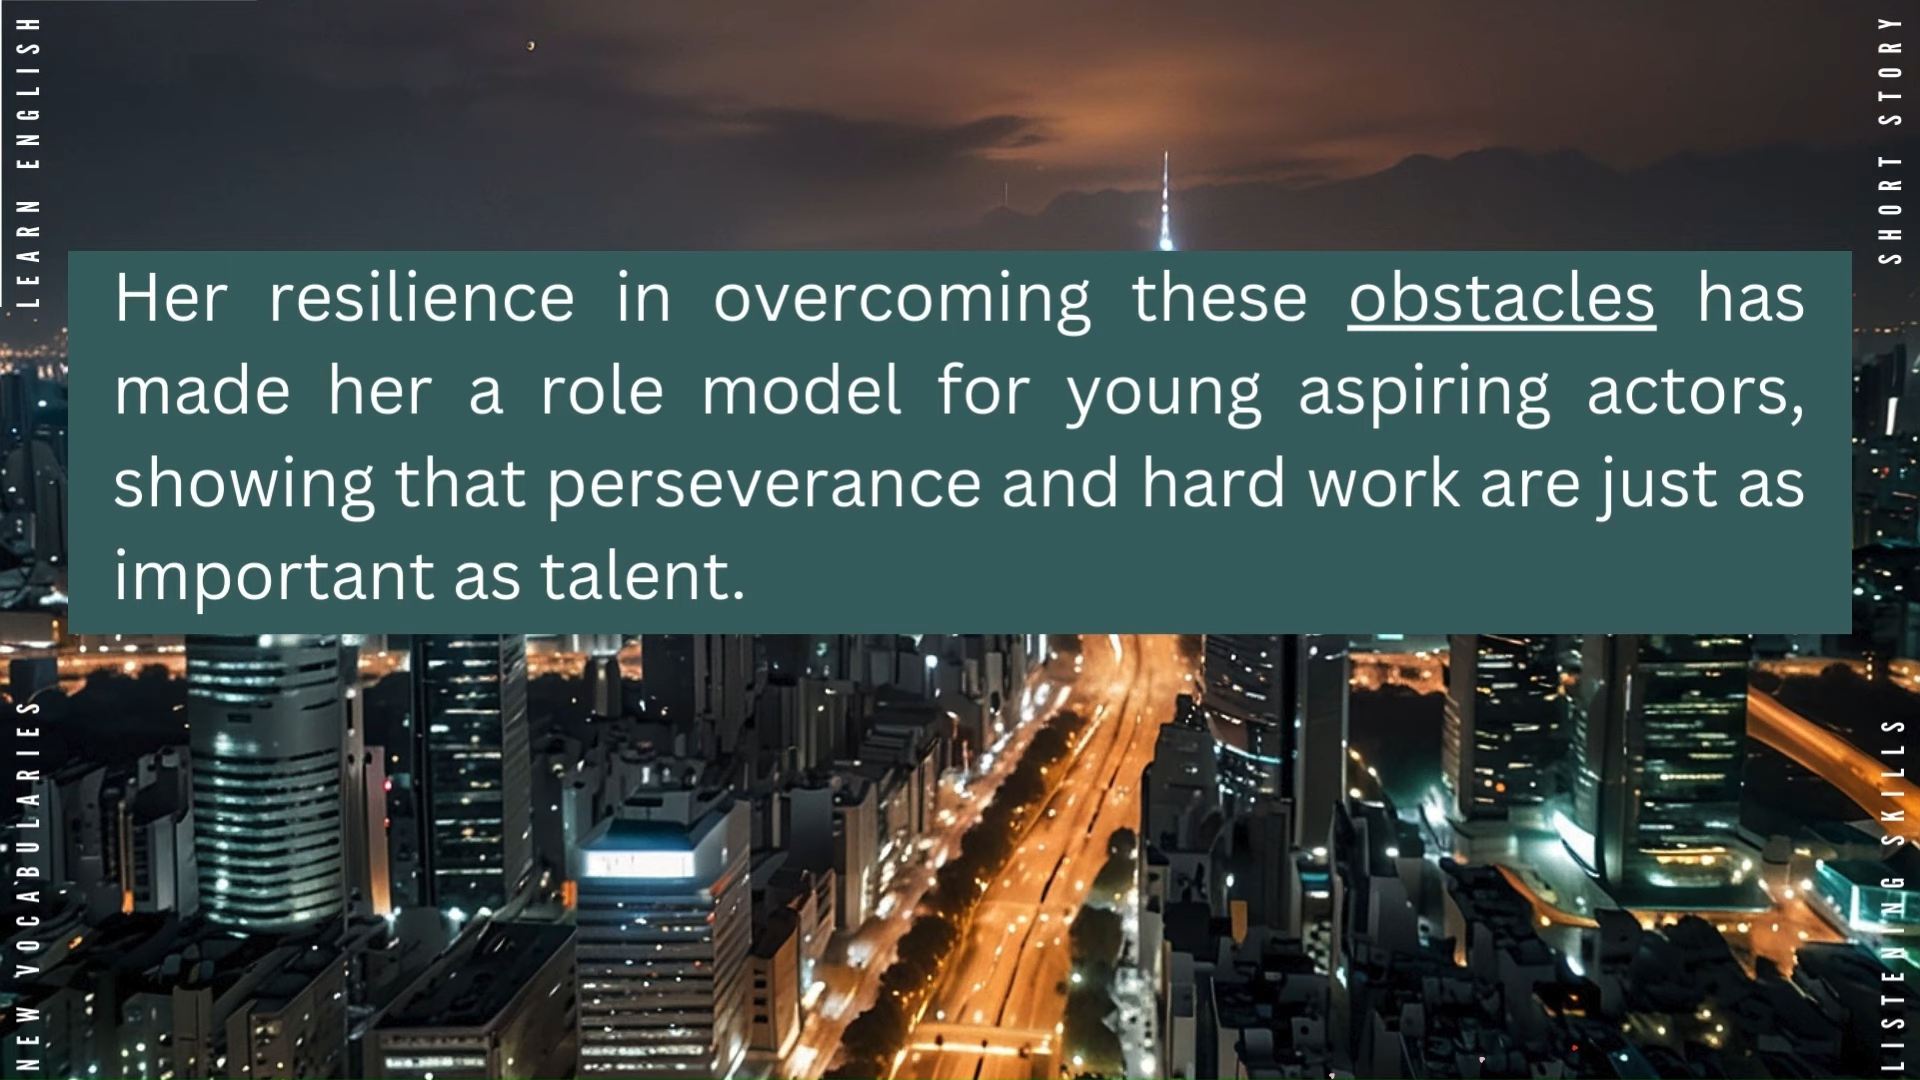 LEARN ENGLISH
SHORT STORY
Her resilience in overcoming these obstacles has
made her a role model for young aspiring actors,
showing that perseverance and hard work are just as
important as talent.
NEW VOCABULARIES
LISTENING SKILLS